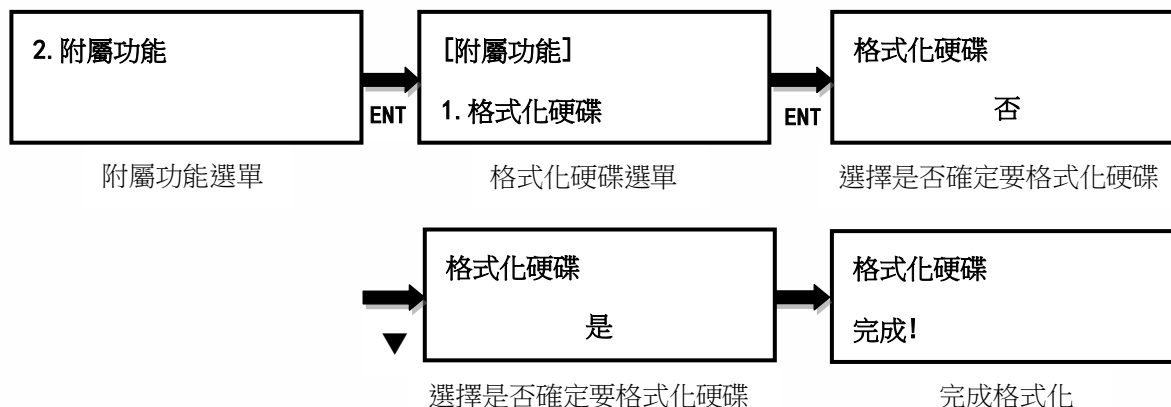 2.附屬功能
ENT
[附屬功能]
1.格式化硬碟
ENT
格式化硬碟
否
附屬功能選單
格式化硬碟選單
選擇是否確定要格式化硬碟
▼
格式化硬碟
是
格式化硬碟
完成!
選擇是否確定要格式化硬碟
完成格式化